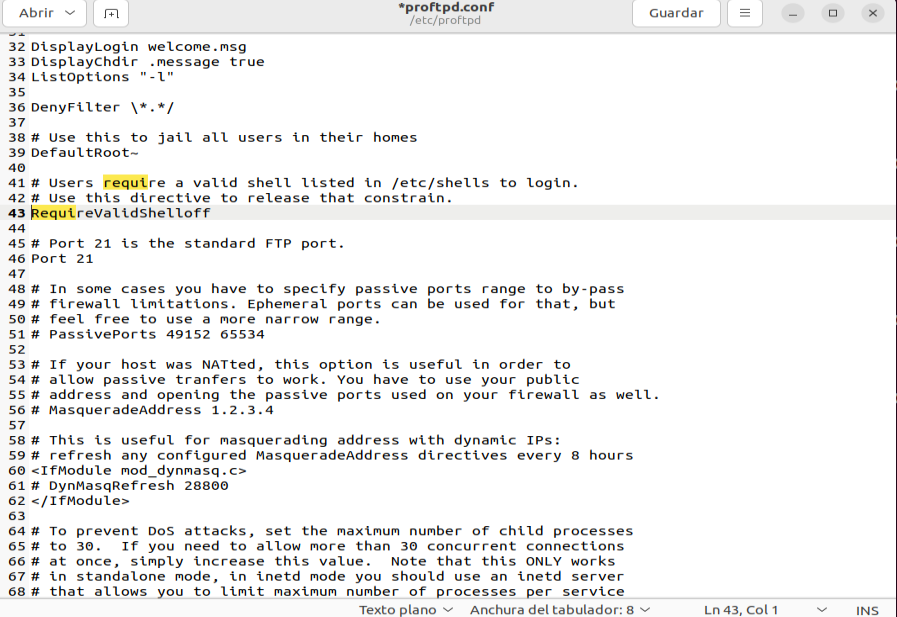 Abrir
*proftpd.conf
/etc/proftpd
Guardar
31
32 DisplayLogin welcome.msg
33 DisplayChdir .message true
34 ListOptions "-l"
35
36 DenyFilter \*.*/
37
38 # Use this to jail all users in their homes
39 DefaultRoot~
40
41 # Users require a valid shell listed in /etc/shells to login.
42 # Use this directive to release that constrain.
43 RequireValidShelloff
44
45 # Port 21 is the standard FTP port.
46 Port 21
47
48 # In some cases you have to specify passive ports range to by-pass
49 # firewall limitations. Ephemeral ports can be used for that, but
50 # feel free to use a more narrow range.
51 # PassivePorts 49152 65534
52
53 # If your host was NATted, this option is useful in order to
54 # allow passive tranfers to work. You have to use your public
55 # address and opening the passive ports used on your firewall as well.
56 # MasqueradeAddress 1.2.3.4
57
58 # This is useful for masquerading address with dynamic IPs:
59 # refresh any configured MasqueradeAddress directives every 8 hours
60 <IfModule mod_dynmasq.c>
61 # DynMasqRefresh 28800
62 </IfModule>
63
64 # To prevent DoS attacks, set the maximum number of child processes
65 # to 30.  If you need to allow more than 30 concurrent connections
66 # at once, simply increase this value.  Note that this ONLY works
67 # in standalone mode, in inetd mode you should use an inetd server
68 # that allows you to limit maximum number of processes per service
Texto plano Anchura del tabulador: 8 Ln 43, Col 1 INS